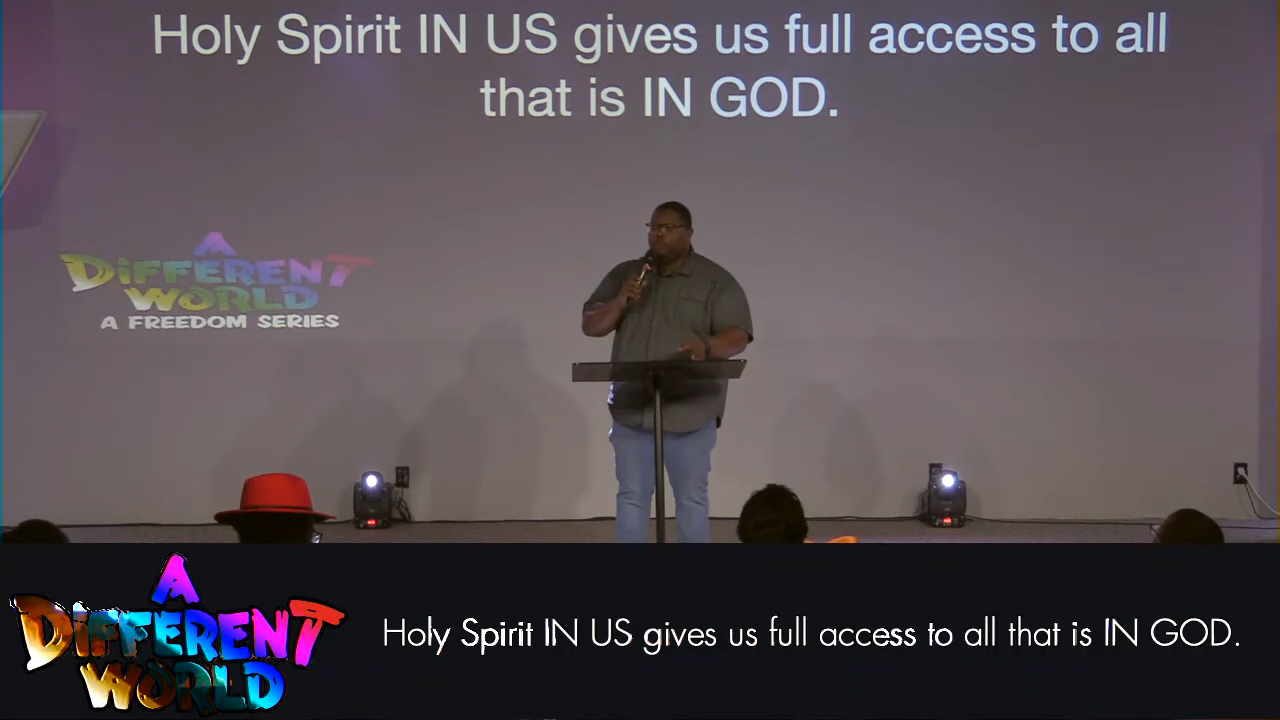 Holy Spirit IN US gives us full access to all
that is IN GOD.
A
DiFFERENT
WORLD
A FREEDOM SERIES
A
DiFFERENT
WORLD
Holy Spirit IN US gives us full access to all that is IN GOD.